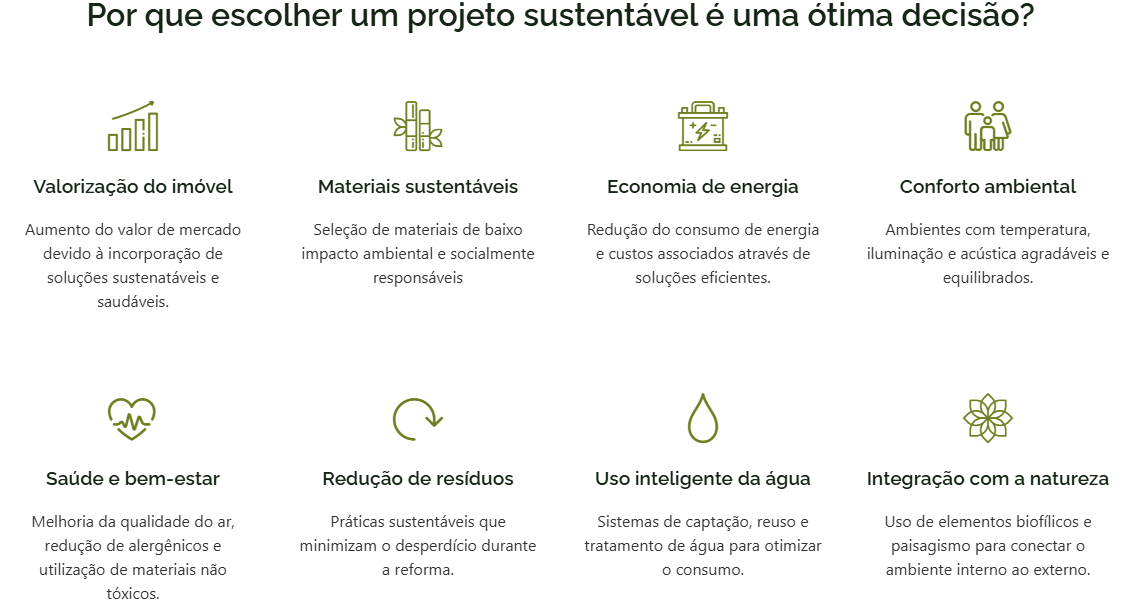 Por que escolher um projeto sustentável é uma ótima decisão?
Valorização do imóvel
Aumento do valor de mercado
devido à incorporação de
soluções sustenatáveis e
saudáveis.
Materiais sustentáveis
Seleção de materiais de baixo
impacto ambiental e socialmente
responsáveis
Economia de energia
Redução do consumo de energia
e custos associados através de
soluções eficientes.
Conforto ambiental
Ambientes com temperatura,
iluminação e acústica agradáveis e
equilibrados.
Saúde e bem-estar
Melhoria da qualidade do ar,
redução de alergênicos e
utilização de materiais não
tóxicos.
Redução de resíduos
Práticas sustentáveis que
minimizam o desperdício durante
a reforma.
Uso inteligente da água
Sistemas de captação, reuso e
tratamento de água para otimizar
o consumo.
Integração com a natureza
Uso de elementos biofílicos e
paisagismo para conectar o
ambiente interno ao externo.